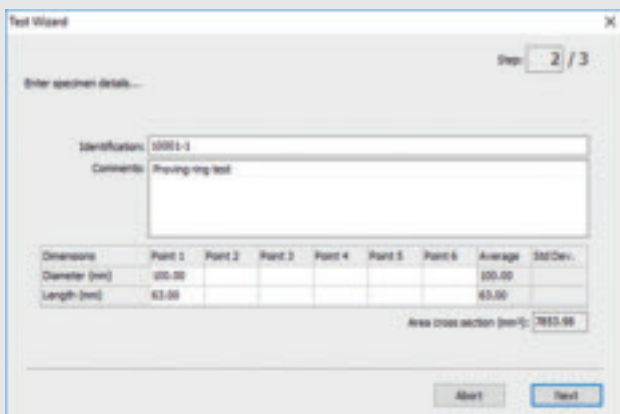 Test Wizard
Step: 2 / 3
Enter specimen details...
Identification: 10001-1
Comments: Proving ring test
Dimensions Point 1 Point 2 Point 3 Point 4 Point 5 Point 6 Average Std Dev.
Diameter (mm) 100.00 100.00
Length (mm) 63.00 63.00
Area cross section (mm²): 7853.98
Abort Next